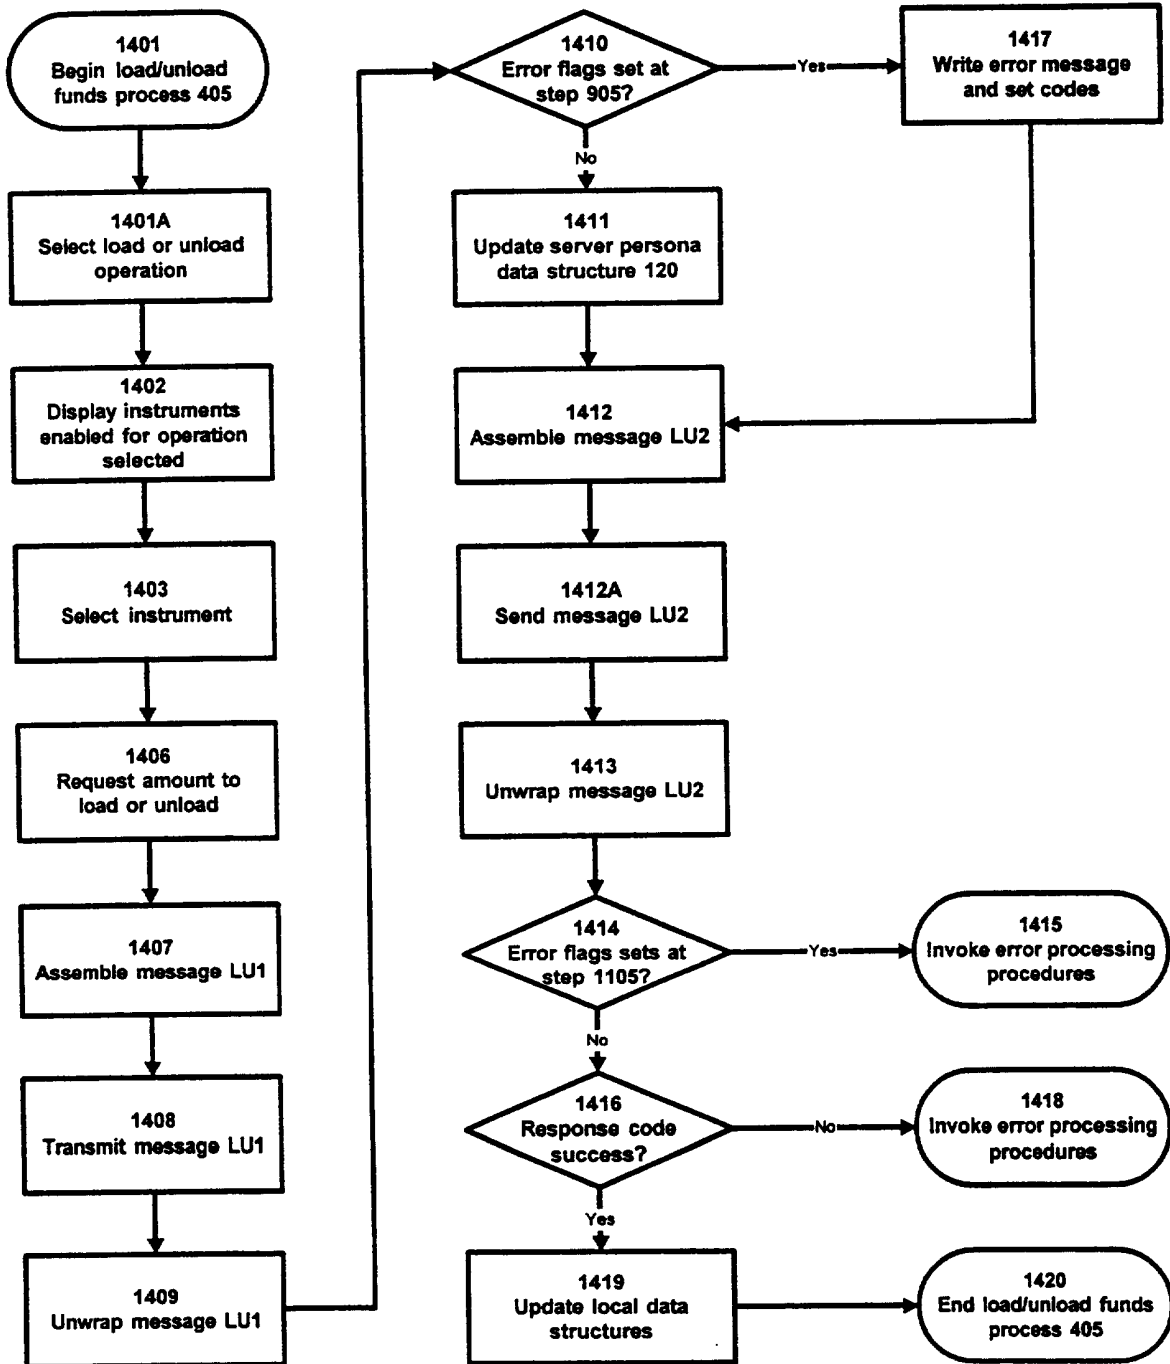 1401
Begin load/unload
funds process 405
1401A
Select load or unload
operation
1402
Display instruments
enabled for operation
selected
1403
Select instrument
1406
Request amount to
load or unload
1407
Assemble message LU1
1408
Transmit message LU1
1409
Unwrap message LU1
1410
Error flags set at
step 905?
Yes
1417
Write error message
and set codes
No
1411
Update server persona
data structure 120
1412
Assemble message LU2
1412A
Send message LU2
1413
Unwrap message LU2
1414
Error flags sets at
step 1105?
Yes
1415
Invoke error processing
procedures
No
1416
Response code
success?
No
1418
Invoke error processing
procedures
Yes
1419
Update local data
structures
1420
End load/unload funds
process 405